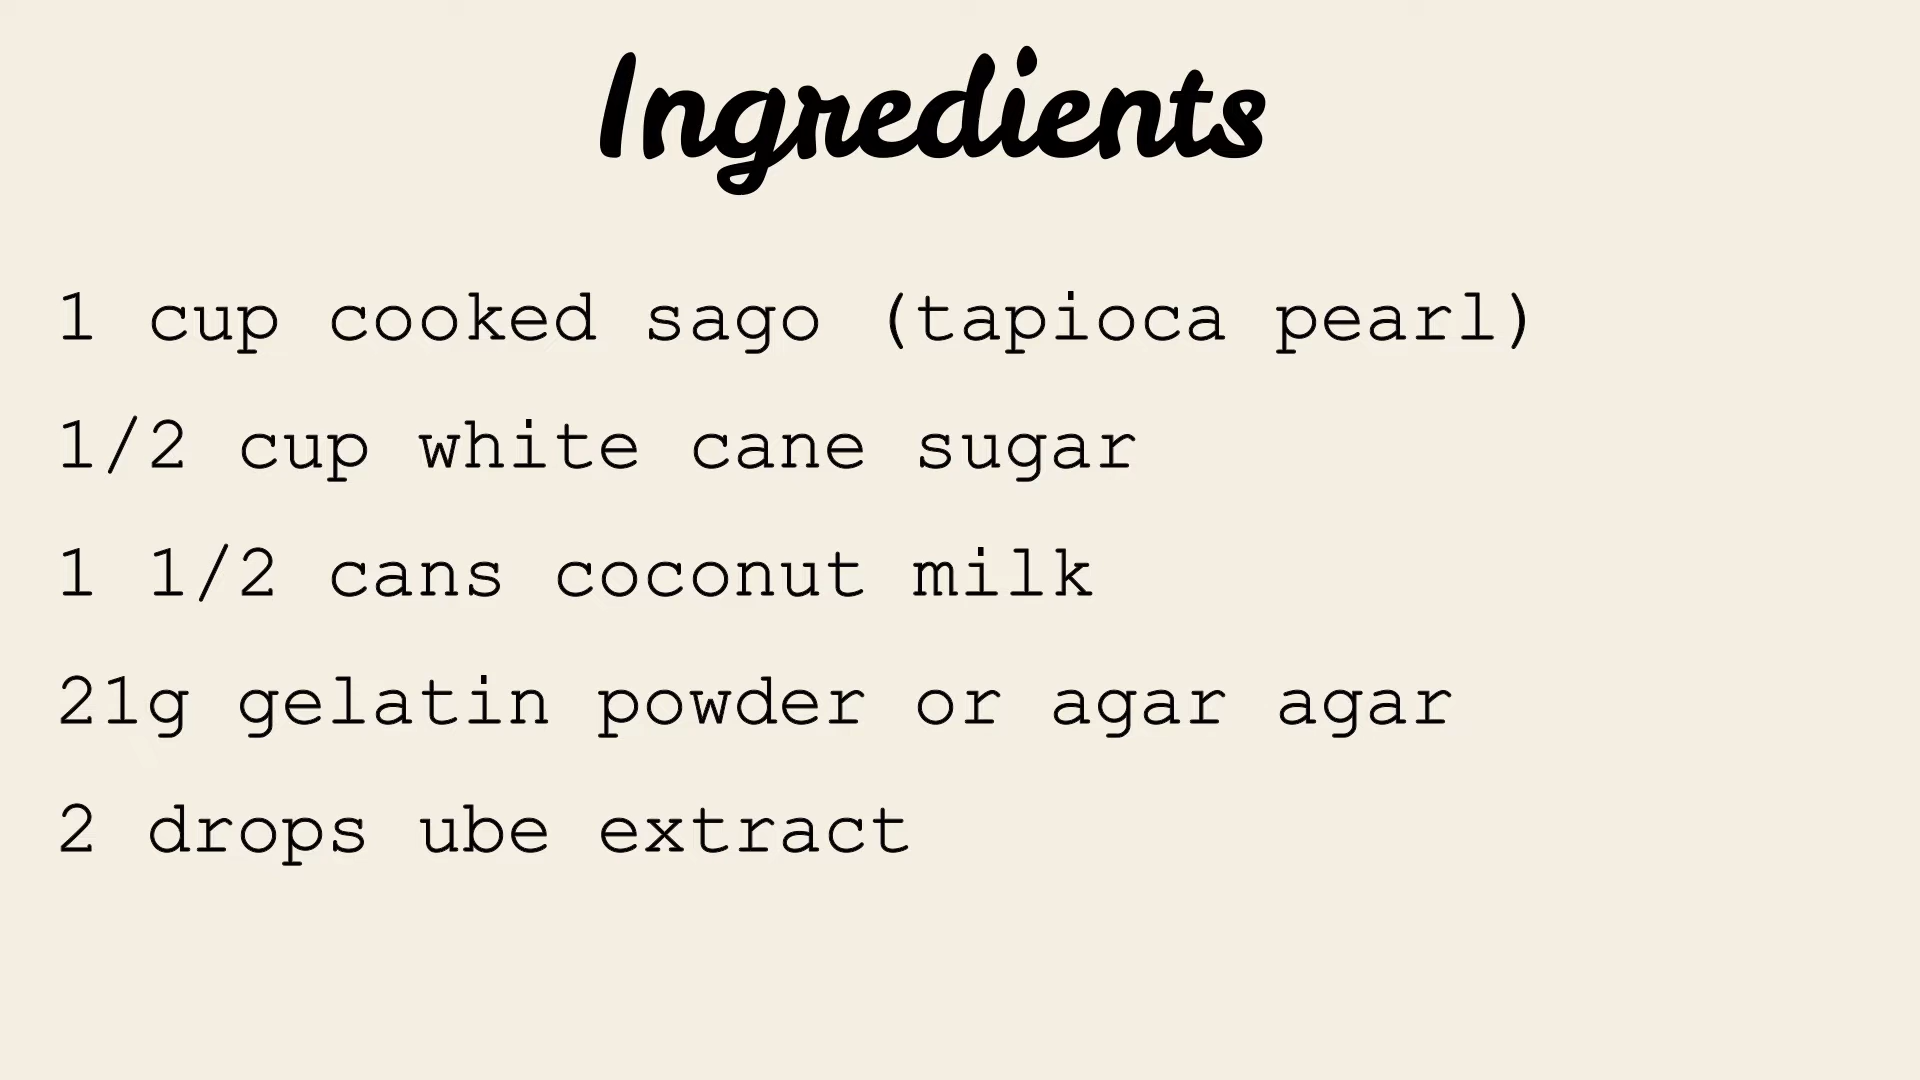 Ingredients
1 cup cooked sago (tapioca pearl)
1/2 cup white cane sugar
1 1/2 cans coconut milk
21g gelatin powder or agar agar
2 drops ube extract